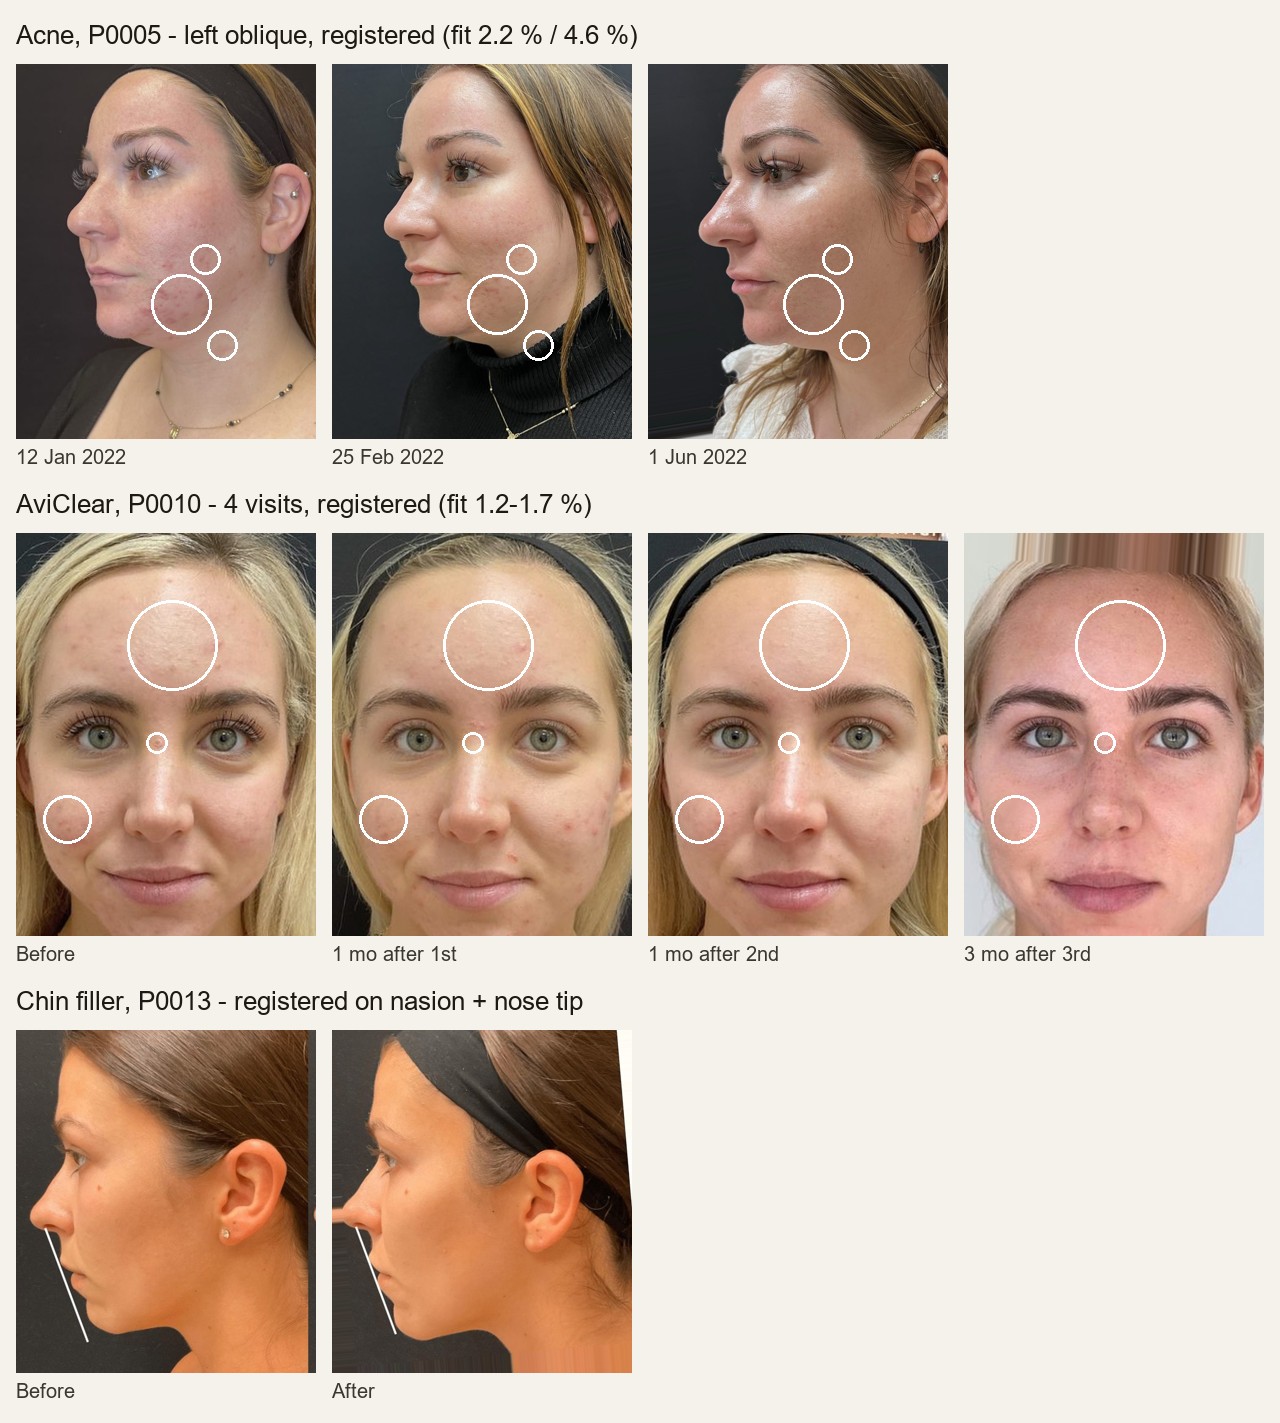 Acne, P0005 - left oblique, registered (fit 2.2 % / 4.6 %)
12 Jan 2022
25 Feb 2022
1 Jun 2022
AviClear, P0010 - 4 visits, registered (fit 1.2-1.7 %)
Before
1 mo after 1st
1 mo after 2nd
3 mo after 3rd
Chin filler, P0013 - registered on nasion + nose tip
Before
After